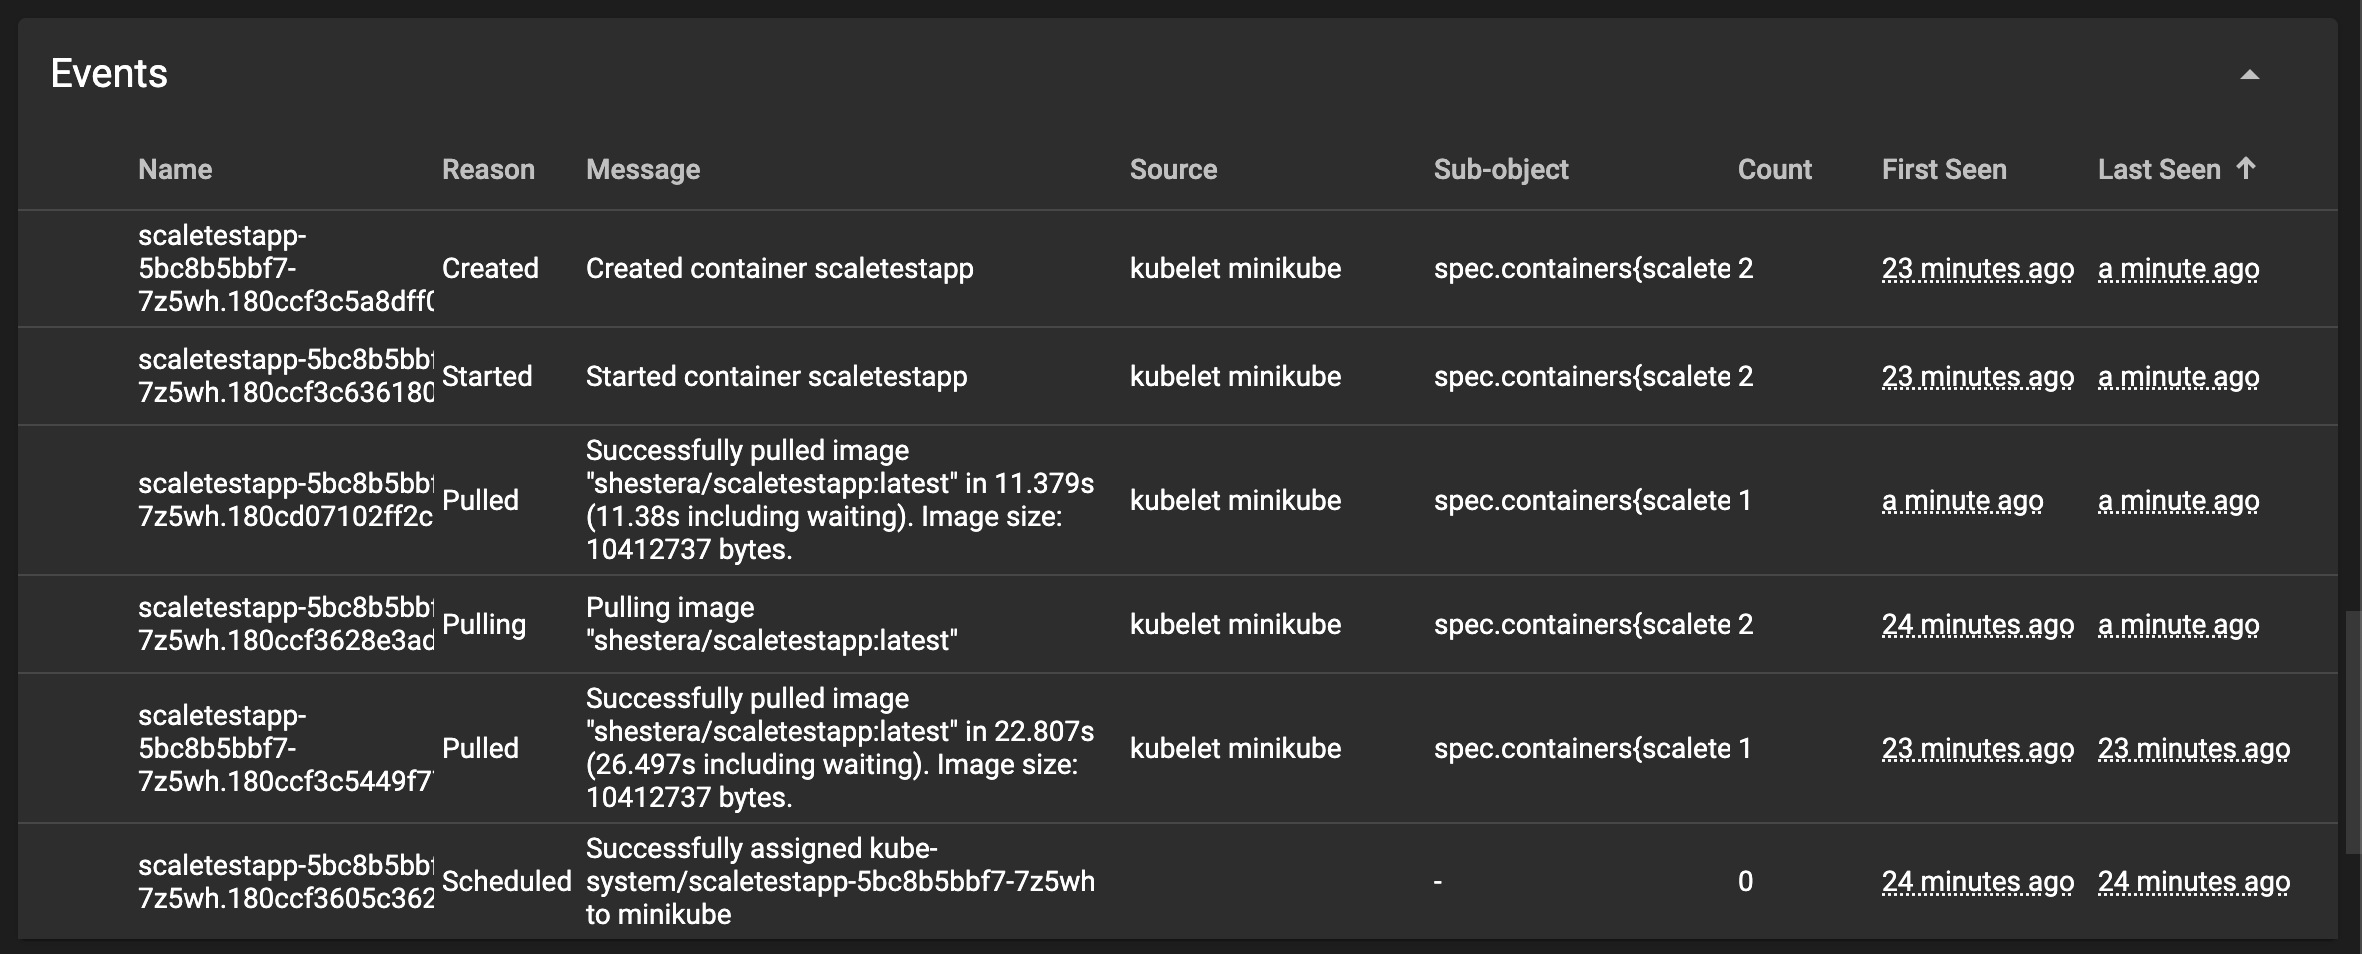 Events
Name Reason Message Source Sub-object Count First Seen Last Seen
scaletestapp-
5bc8b5bbf7-
7z5wh.180ccf3c5a8dff0
Created
Created container scaletestapp
kubelet minikube
spec.containers{scalete
2
23 minutes ago
a minute ago
scaletestapp-5bc8b5bbf
7z5wh.180ccf3c636180
Started
Started container scaletestapp
kubelet minikube
spec.containers{scalete
2
23 minutes ago
a minute ago
scaletestapp-5bc8b5bbf
7z5wh.180cd07102ff2c
Pulled
Successfully pulled image
"shestera/scaletestapp:latest" in 11.379s
(11.38s including waiting). Image size:
10412737 bytes.
kubelet minikube
spec.containers{scalete
1
a minute ago
a minute ago
scaletestapp-5bc8b5bbf
7z5wh.180ccf3628e3ad
Pulling
Pulling image
"shestera/scaletestapp:latest"
kubelet minikube
spec.containers{scalete
2
24 minutes ago
a minute ago
scaletestapp-
5bc8b5bbf7-
7z5wh.180ccf3c5449f7
Pulled
Successfully pulled image
"shestera/scaletestapp:latest" in 22.807s
(26.497s including waiting). Image size:
10412737 bytes.
kubelet minikube
spec.containers{scalete
1
23 minutes ago
23 minutes ago
scaletestapp-5bc8b5bbf
7z5wh.180ccf3605c362
Scheduled
Successfully assigned kube-
system/scaletestapp-5bc8b5bbf7-7z5wh
to minikube
-
0
24 minutes ago
24 minutes ago